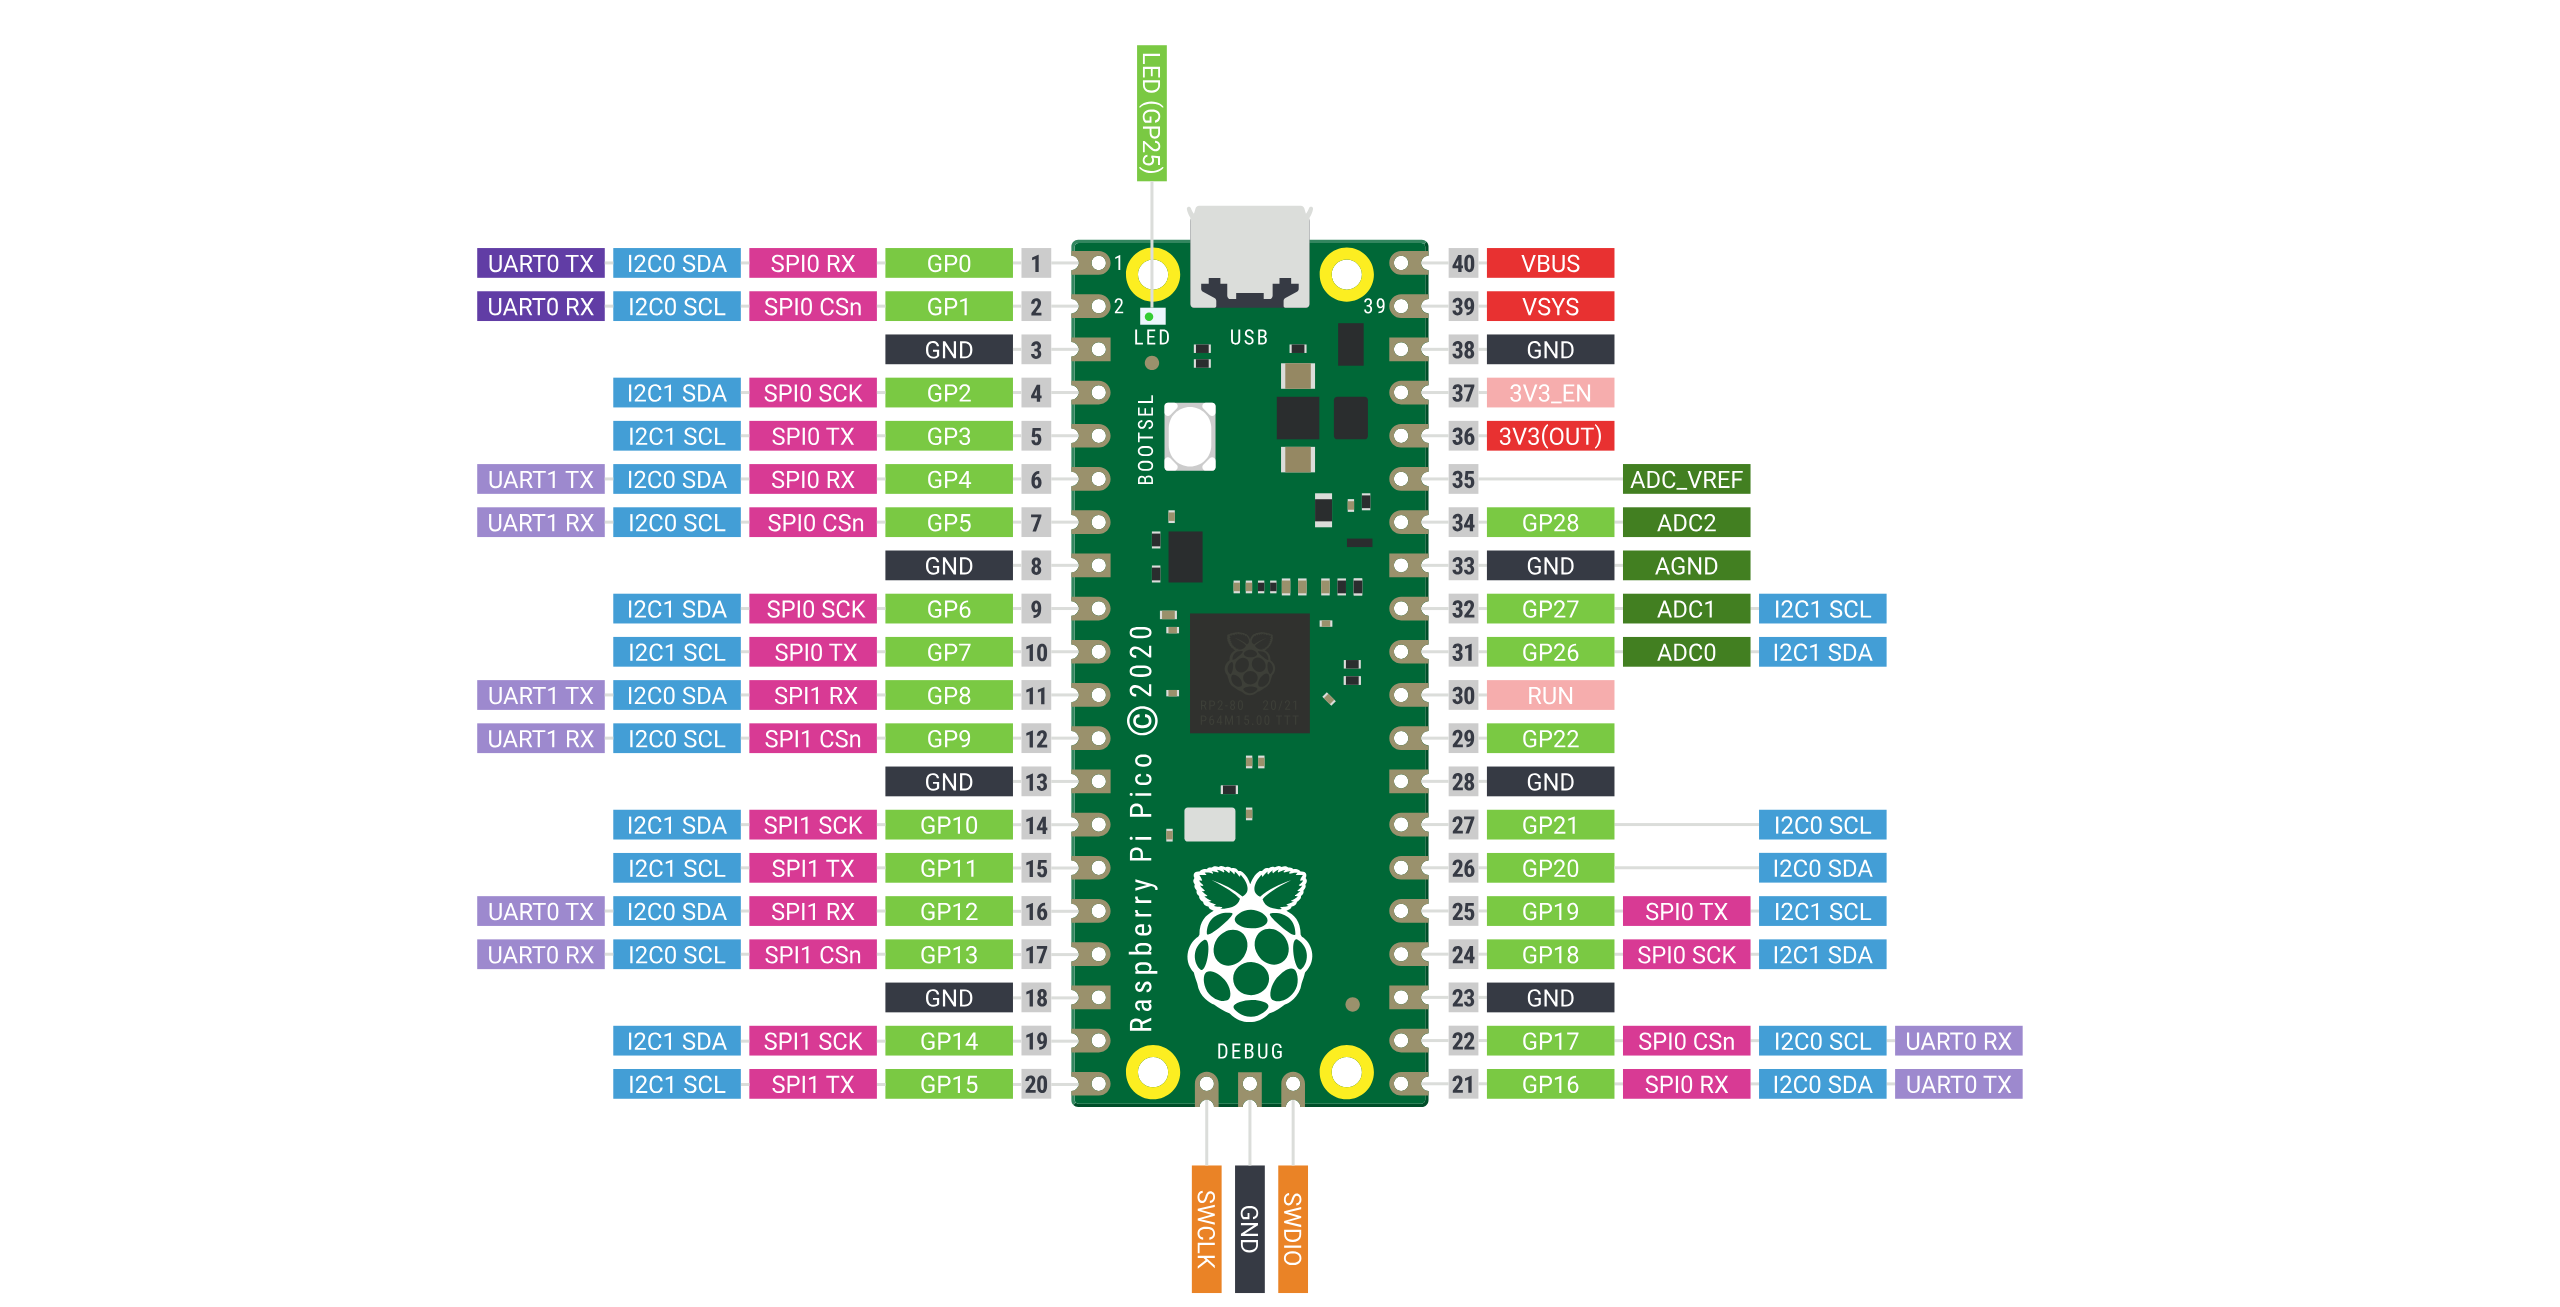 LED (GP25)
UART0 TX I2C0 SDA SPI0 RX GP0 1 1 40 VBUS
UART0 RX I2C0 SCL SPI0 CSn GP1 2 2 39 39 VSYS
LED USB
GND 3 38 GND
I2C1 SDA SPI0 SCK GP2 4 37 3V3_EN
I2C1 SCL SPI0 TX GP3 5 36 3V3(OUT)
BOOTSEL
UART1 TX I2C0 SDA SPI0 RX GP4 6 35 ADC_VREF
UART1 RX I2C0 SCL SPI0 CSn GP5 7 34 GP28 ADC2
GND 8 33 GND AGND
I2C1 SDA SPI0 SCK GP6 9 32 GP27 ADC1 I2C1 SCL
I2C1 SCL SPI0 TX GP7 10 31 GP26 ADC0 I2C1 SDA
UART1 TX I2C0 SDA SPI1 RX GP8 11 30 RUN
RP2-B0 20/21
P64M15.00 TTT
UART1 RX I2C0 SCL SPI1 CSn GP9 12 29 GP22
GND 13 28 GND
I2C1 SDA SPI1 SCK GP10 14 27 GP21 I2C0 SCL
Raspberry Pi Pico ©2020
I2C1 SCL SPI1 TX GP11 15 26 GP20 I2C0 SDA
UART0 TX I2C0 SDA SPI1 RX GP12 16 25 GP19 SPI0 TX I2C1 SCL
UART0 RX I2C0 SCL SPI1 CSn GP13 17 24 GP18 SPI0 SCK I2C1 SDA
GND 18 23 GND
I2C1 SDA SPI1 SCK GP14 19 22 GP17 SPI0 CSn I2C0 SCL UART0 RX
DEBUG
I2C1 SCL SPI1 TX GP15 20 21 GP16 SPI0 RX I2C0 SDA UART0 TX
SWCLK GND SWDIO